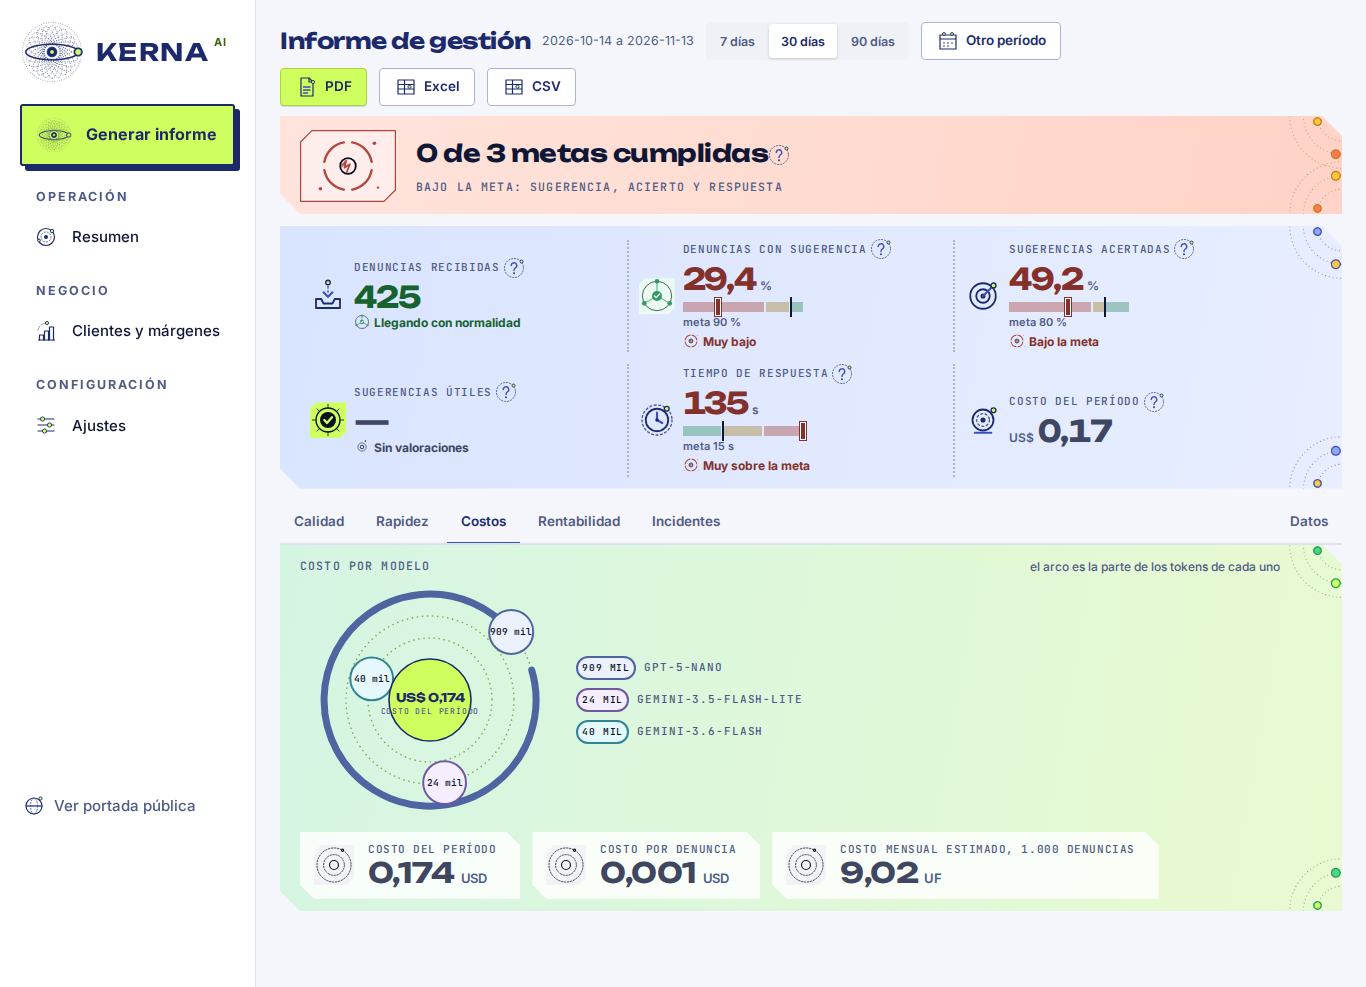 KERNA AI
Generar informe
OPERACIÓN
Resumen
NEGOCIO
Clientes y márgenes
CONFIGURACIÓN
Ajustes
Ver portada pública
Informe de gestión 2026-10-14 a 2026-11-13 7 días 30 días 90 días Otro período
PDF Excel CSV
0 de 3 metas cumplidas ?
BAJO LA META: SUGERENCIA, ACIERTO Y RESPUESTA
DENUNCIAS RECIBIDAS ?
425
Llegando con normalidad
DENUNCIAS CON SUGERENCIA ?
29,4 %
meta 90 %
Muy bajo
SUGERENCIAS ACERTADAS ?
49,2 %
meta 80 %
Bajo la meta
SUGERENCIAS ÚTILES ?
—
Sin valoraciones
TIEMPO DE RESPUESTA ?
135 s
meta 15 s
Muy sobre la meta
COSTO DEL PERÍODO ?
US$ 0,17
Calidad Rapidez Costos Rentabilidad Incidentes Datos
COSTO POR MODELO el arco es la parte de los tokens de cada uno
909 mil
40 mil
US$ 0,174
COSTO DEL PERÍODO
24 mil
909 MIL GPT-5-NANO
24 MIL GEMINI-3.5-FLASH-LITE
40 MIL GEMINI-3.6-FLASH
COSTO DEL PERÍODO
0,174 USD
COSTO POR DENUNCIA
0,001 USD
COSTO MENSUAL ESTIMADO, 1.000 DENUNCIAS
9,02 UF